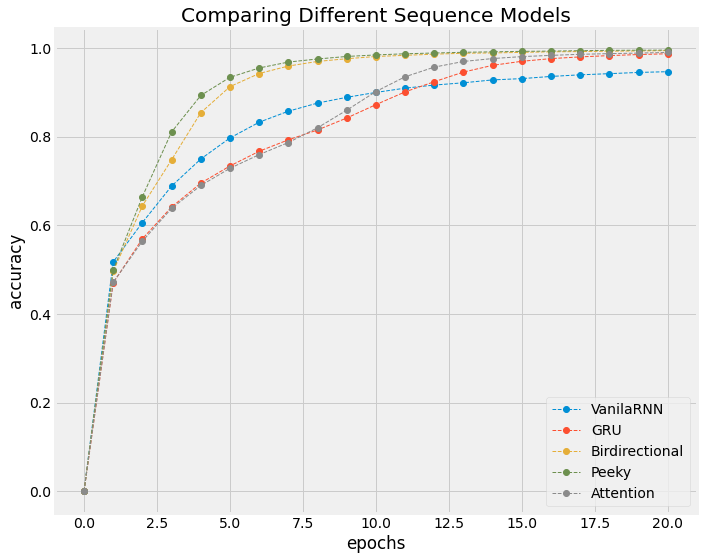 Comparing Different Sequence Models
1.0
0.8
0.6
0.4
0.2
0.0
accuracy
0.0 2.5 5.0 7.5 10.0 12.5 15.0 17.5 20.0
epochs
VanilaRNN
GRU
Birdirectional
Peeky
Attention